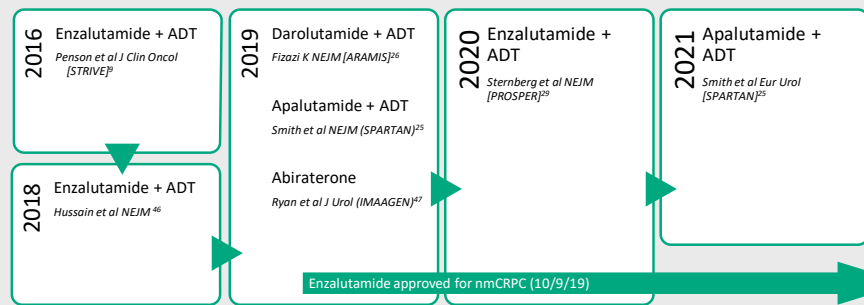 2016
Enzalutamide + ADT
Penson et al J Clin Oncol
[STRIVE]9
2018
Enzalutamide + ADT
Hussain et al NEJM 46
2019
Darolutamide + ADT
Fizazi K NEJM [ARAMIS]26
Apalutamide + ADT
Smith et al NEJM (SPARTAN)25
Abiraterone
Ryan et al J Urol (IMAAGEN)47
2020
Enzalutamide +
ADT
Sternberg et al NEJM
[PROSPER]29
2021
Apalutamide +
ADT
Smith et al Eur Urol
[SPARTAN]25
Enzalutamide approved for nmCRPC (10/9/19)